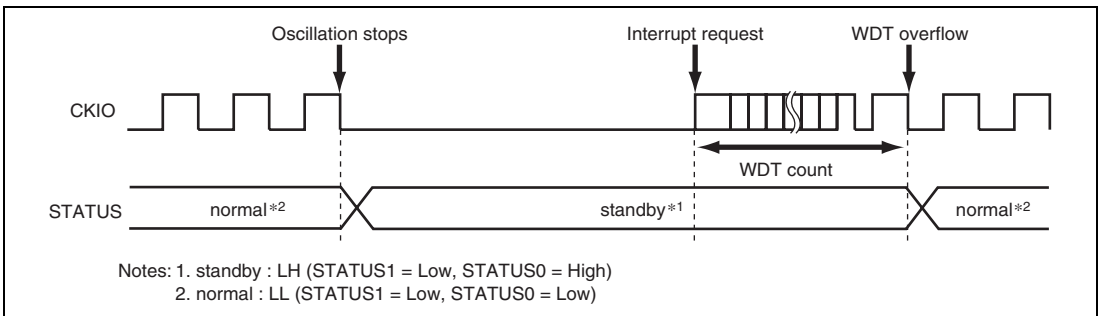 Oscillation stops
Interrupt request
WDT overflow
CKIO
WDT count
STATUS
normal*2
standby*1
normal*2
Notes: 1. standby : LH (STATUS1 = Low, STATUS0 = High)
2. normal : LL (STATUS1 = Low, STATUS0 = Low)